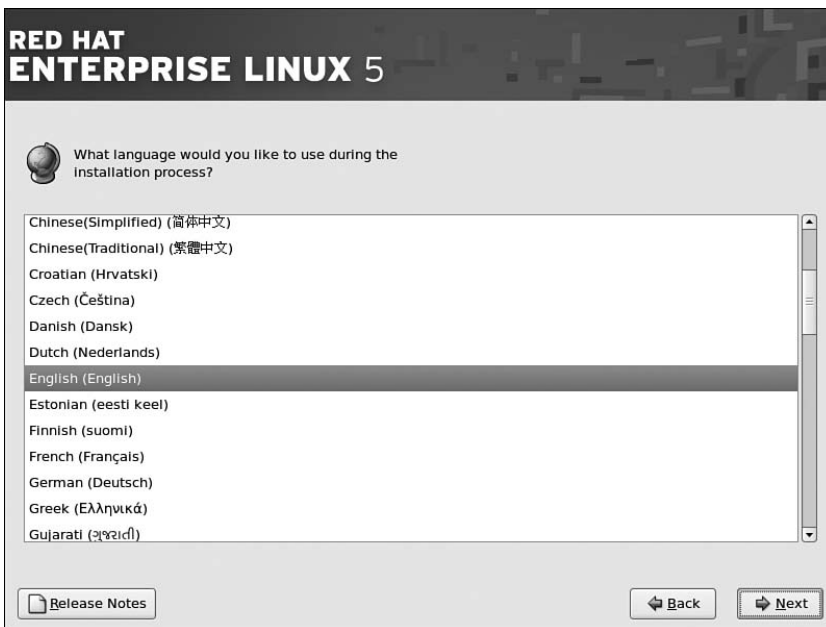 RED HAT
ENTERPRISE LINUX 5
What language would you like to use during the
installation process?
Chinese(Simplified) (简体中文)
Chinese(Traditional) (繁體中文)
Croatian (Hrvatski)
Czech (Čeština)
Danish (Dansk)
Dutch (Nederlands)
English (English)
Estonian (eesti keel)
Finnish (suomi)
French (Français)
German (Deutsch)
Greek (Ελληνικά)
Gujarati (ગુજરાતી)
Release Notes
Back
Next